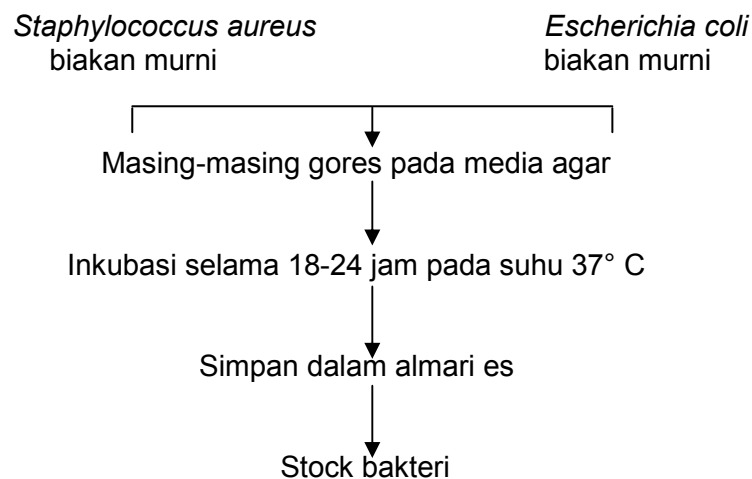 Staphylococcus aureus
biakan murni
Escherichia coli
biakan murni
Masing-masing gores pada media agar
Inkubasi selama 18-24 jam pada suhu 37° C
Simpan dalam almari es
Stock bakteri